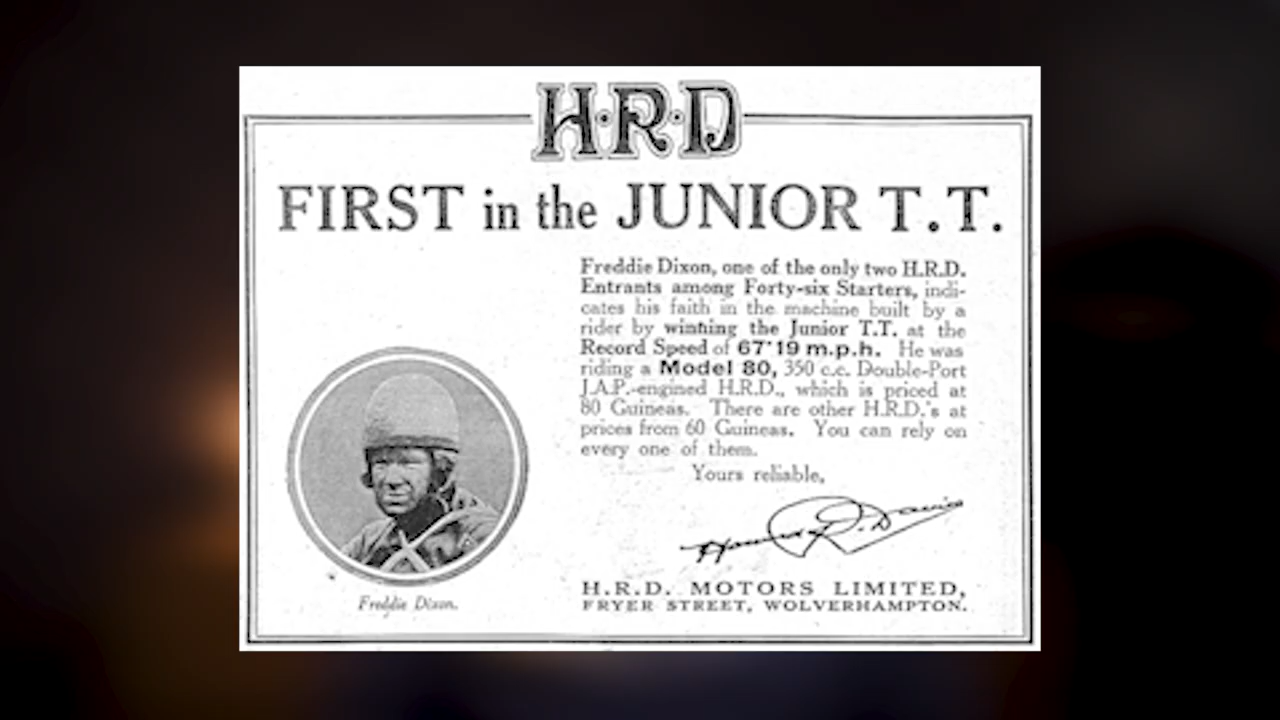 H·R·D
FIRST in the JUNIOR T.T.
Freddie Dixon, one of the only two H.R.D.
Entrants among Forty-six Starters, indi-
cates his faith in the machine built by a
rider by winning the Junior T.T. at the
Record Speed of 67·19 m.p.h. He was
riding a Model 80, 350 c.c. Double-Port
J.A.P.-engined H.R.D., which is priced at
80 Guineas. There are other H.R.D.'s at
prices from 60 Guineas. You can rely on
every one of them.
Yours reliable,
Howard R. Davies
H.R.D. MOTORS LIMITED,
FRYER STREET, WOLVERHAMPTON.
Freddie Dixon.